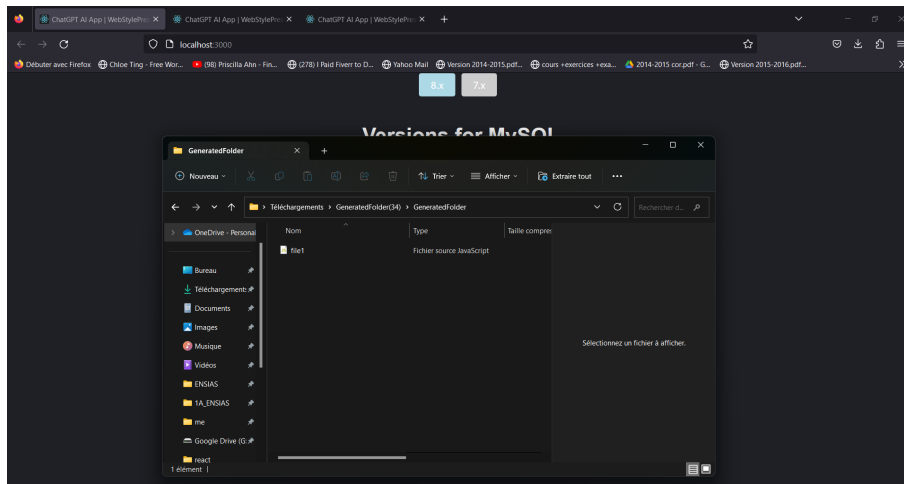 ChatGPT AI App | WebStylePres
ChatGPT AI App | WebStylePres
ChatGPT AI App | WebStylePres
localhost:3000
Débuter avec Firefox
Chloe Ting - Free Wor...
(98) Priscilla Ahn - Fin...
(278) I Paid Fiverr to D...
Yahoo Mail
Version 2014-2015.pdf...
cours +exercices +exa...
2014-2015 cor.pdf - G...
Version 2015-2016.pdf...
8.x
7.x
Versions for MySQL
GeneratedFolder
Nouveau
Trier
Afficher
Extraire tout
Téléchargements > GeneratedFolder(34) > GeneratedFolder
Rechercher d...
OneDrive - Personal
Nom
Type
Taille compres
file1
Fichier source JavaScript
Bureau
Téléchargements
Documents
Images
Musique
Vidéos
ENSIAS
1A_ENSIAS
me
Google Drive (G:
react
Sélectionnez un fichier à afficher.
1 élément